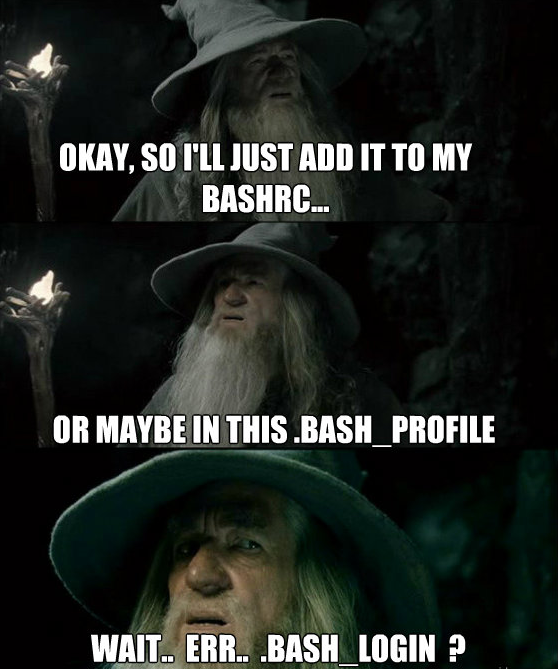 OKAY, SO I'LL JUST ADD IT TO MY
BASHRC...
OR MAYBE IN THIS .BASH_PROFILE
WAIT.. ERR.. .BASH_LOGIN ?